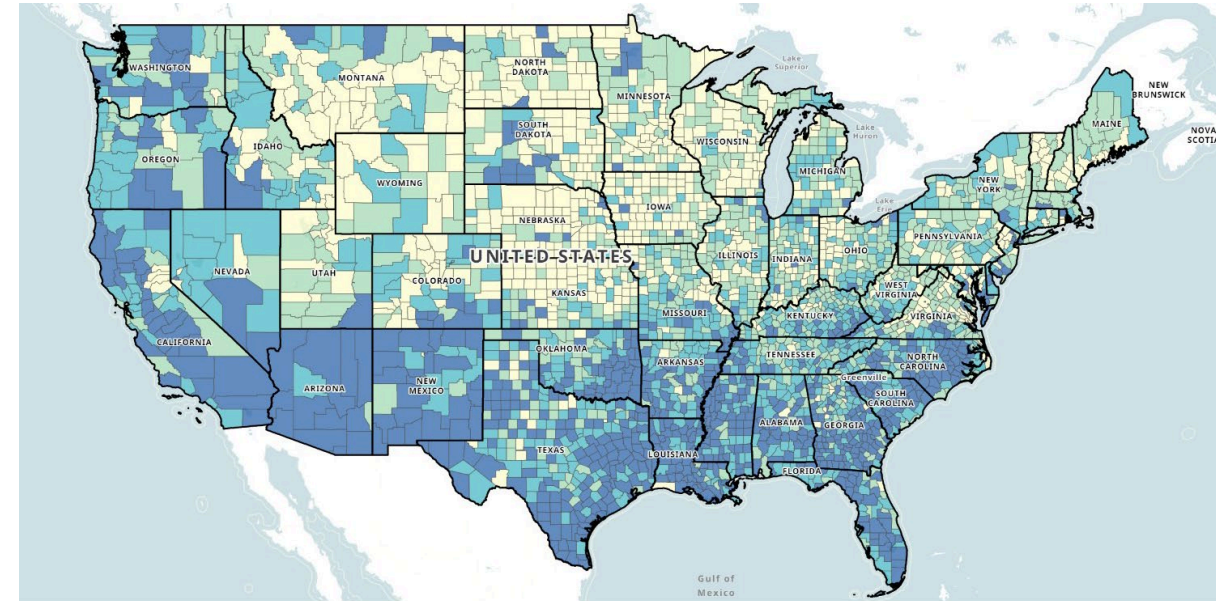 Lake
Superior
NEW
BRUNSWICK
WASHINGTON
MONTANA
NORTH
DAKOTA
MINNESOTA
MAINE
NOVA
SCOTIA
Lake
Huron
SOUTH
DAKOTA
WISCONSIN
OREGON
IDAHO
MICHIGAN
WYOMING
NEW
YORK
Lake
Erie
IOWA
NEBRASKA
PENNSYLVANIA
UNITED STATES
ILLINOIS
INDIANA
OHIO
NEVADA
UTAH
COLORADO
WEST
VIRGINIA
KANSAS
MISSOURI
KENTUCKY
VIRGINIA
CALIFORNIA
OKLAHOMA
TENNESSEE
NORTH
CAROLINA
ARIZONA
NEW
MEXICO
ARKANSAS
Greenville
SOUTH
CAROLINA
ALABAMA
GEORGIA
TEXAS
LOUISIANA
FLORIDA
Gulf of
Mexico